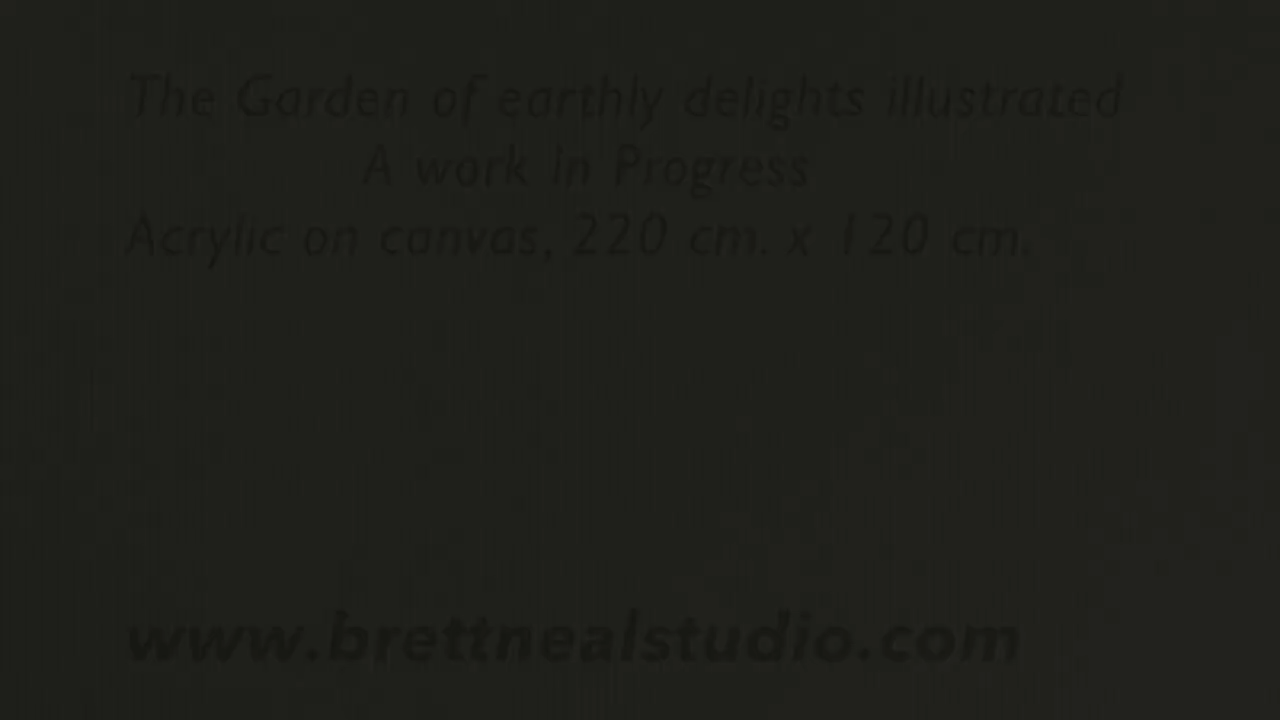 The Garden of earthly delights illustrated
A work in Progress
Acrylic on canvas, 220 cm. x 120 cm.
www.brettnealstudio.com